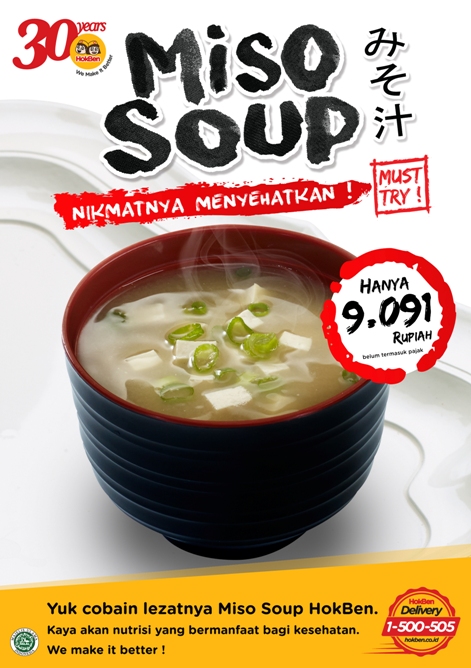 30 years
HokBen
We Make It Better
MISO
SOUP
みそ汁
NIKMATNYA MENYEHATKAN !
MUST
TRY !
HANYA
9.091
RUPIAH
belum termasuk pajak
Yuk cobain lezatnya Miso Soup HokBen.
Kaya akan nutrisi yang bermanfaat bagi kesehatan.
We make it better !
HokBen
Delivery
1-500-505
hokben.co.id